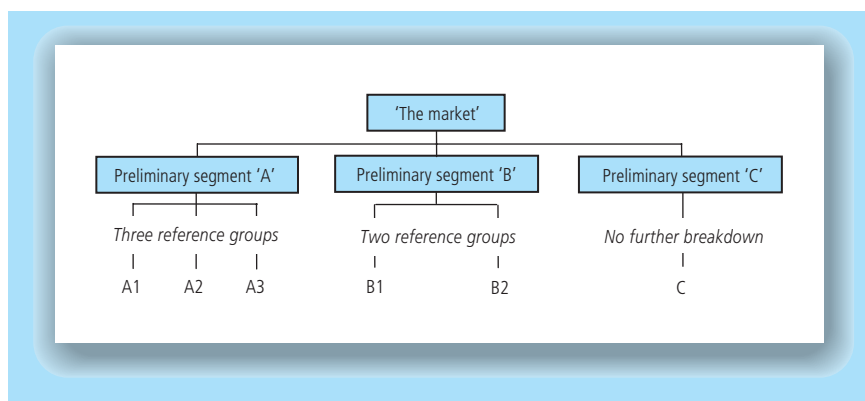 ‘The market’
Preliminary segment ‘A’
Preliminary segment ‘B’
Preliminary segment ‘C’
Three reference groups
Two reference groups
No further breakdown
A1
A2
A3
B1
B2
C